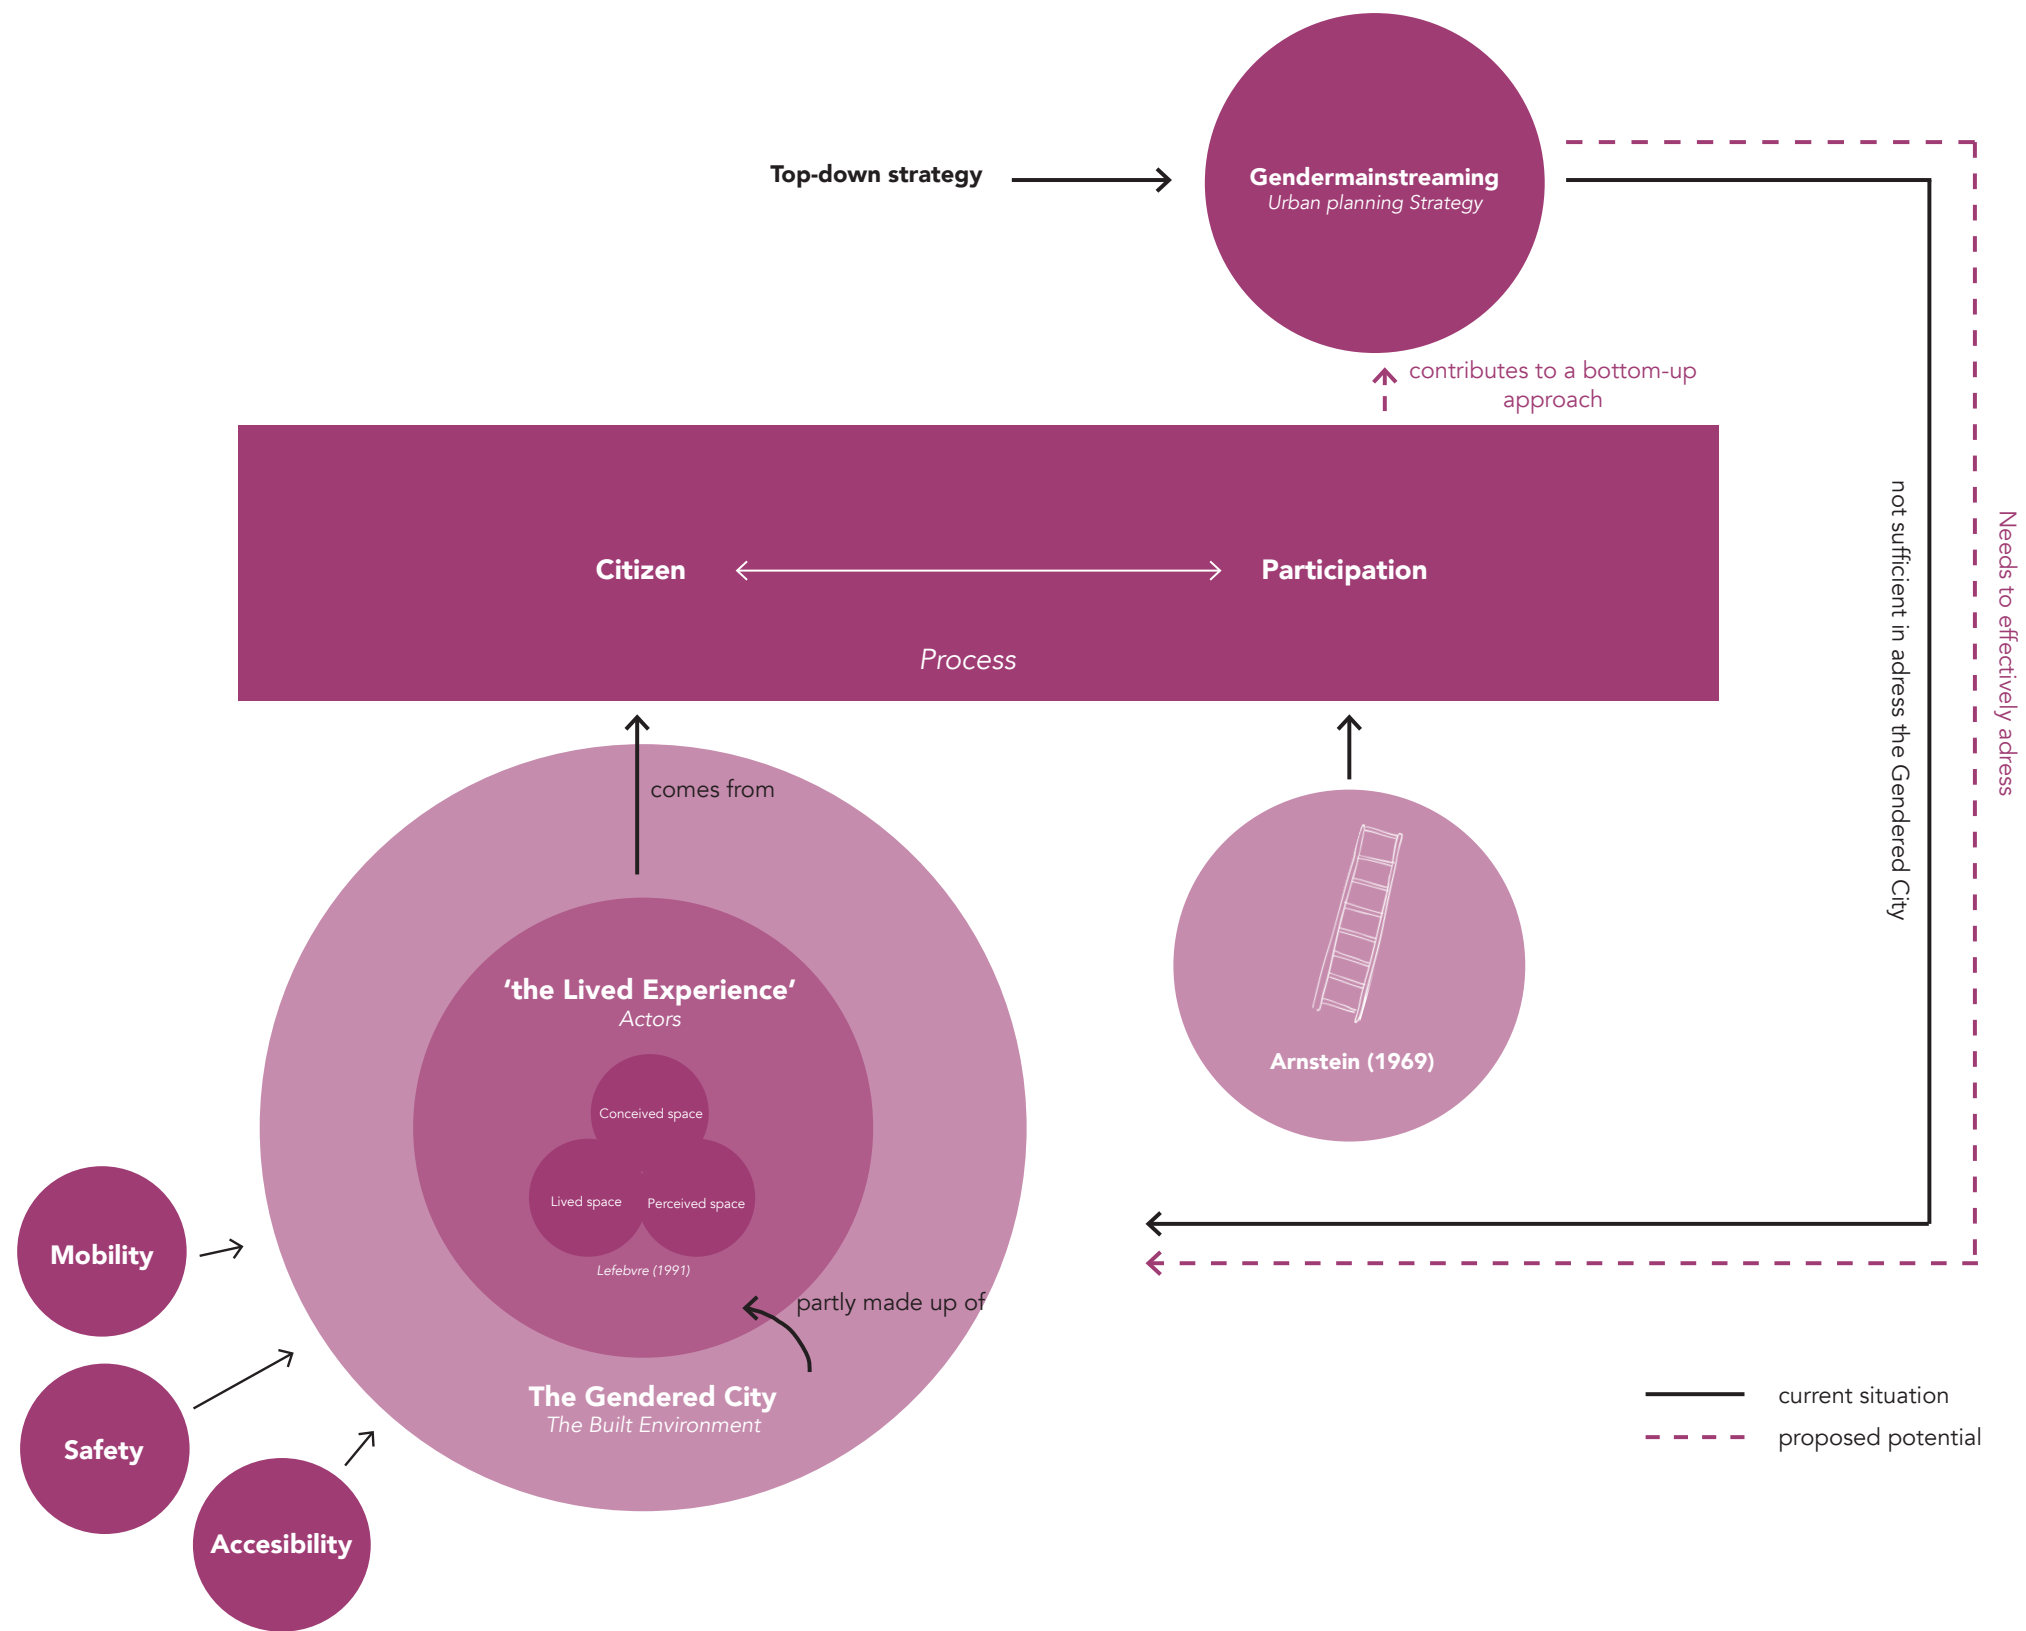 Top-down strategy
Gendermainstreaming
Urban planning Strategy
contributes to a bottom-up
approach
Citizen
Participation
Process
not sufficient in adress the Gendered City
Needs to effectively adress
comes from
‘the Lived Experience’
Actors
Conceived space
Lived space
Perceived space
Lefebvre (1991)
partly made up of
The Gendered City
The Built Environment
Arnstein (1969)
Mobility
Safety
Accesibility
current situation
proposed potential